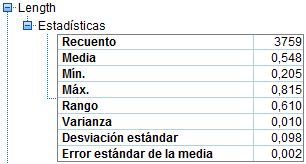 Length
Estadísticas
Recuento 3759
Media 0,548
Mín. 0,205
Máx. 0,815
Rango 0,610
Varianza 0,010
Desviación estándar 0,098
Error estándar de la media 0,002